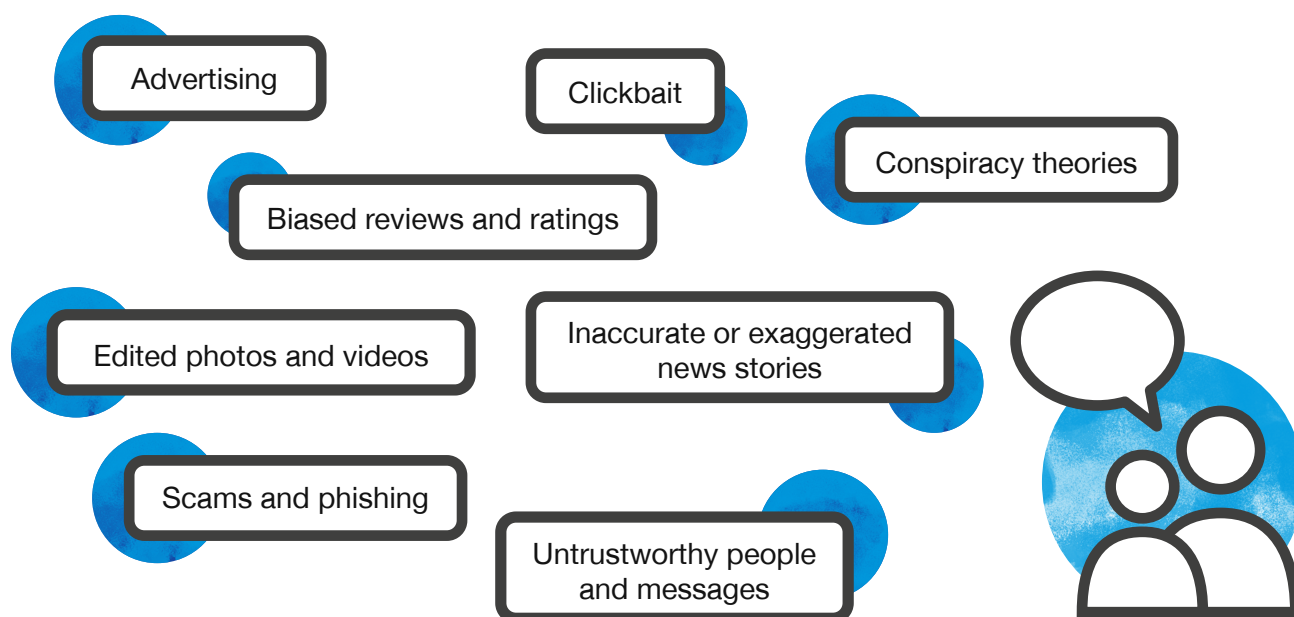 Advertising
Clickbait
Conspiracy theories
Biased reviews and ratings
Edited photos and videos
Inaccurate or exaggerated
news stories
Scams and phishing
Untrustworthy people
and messages